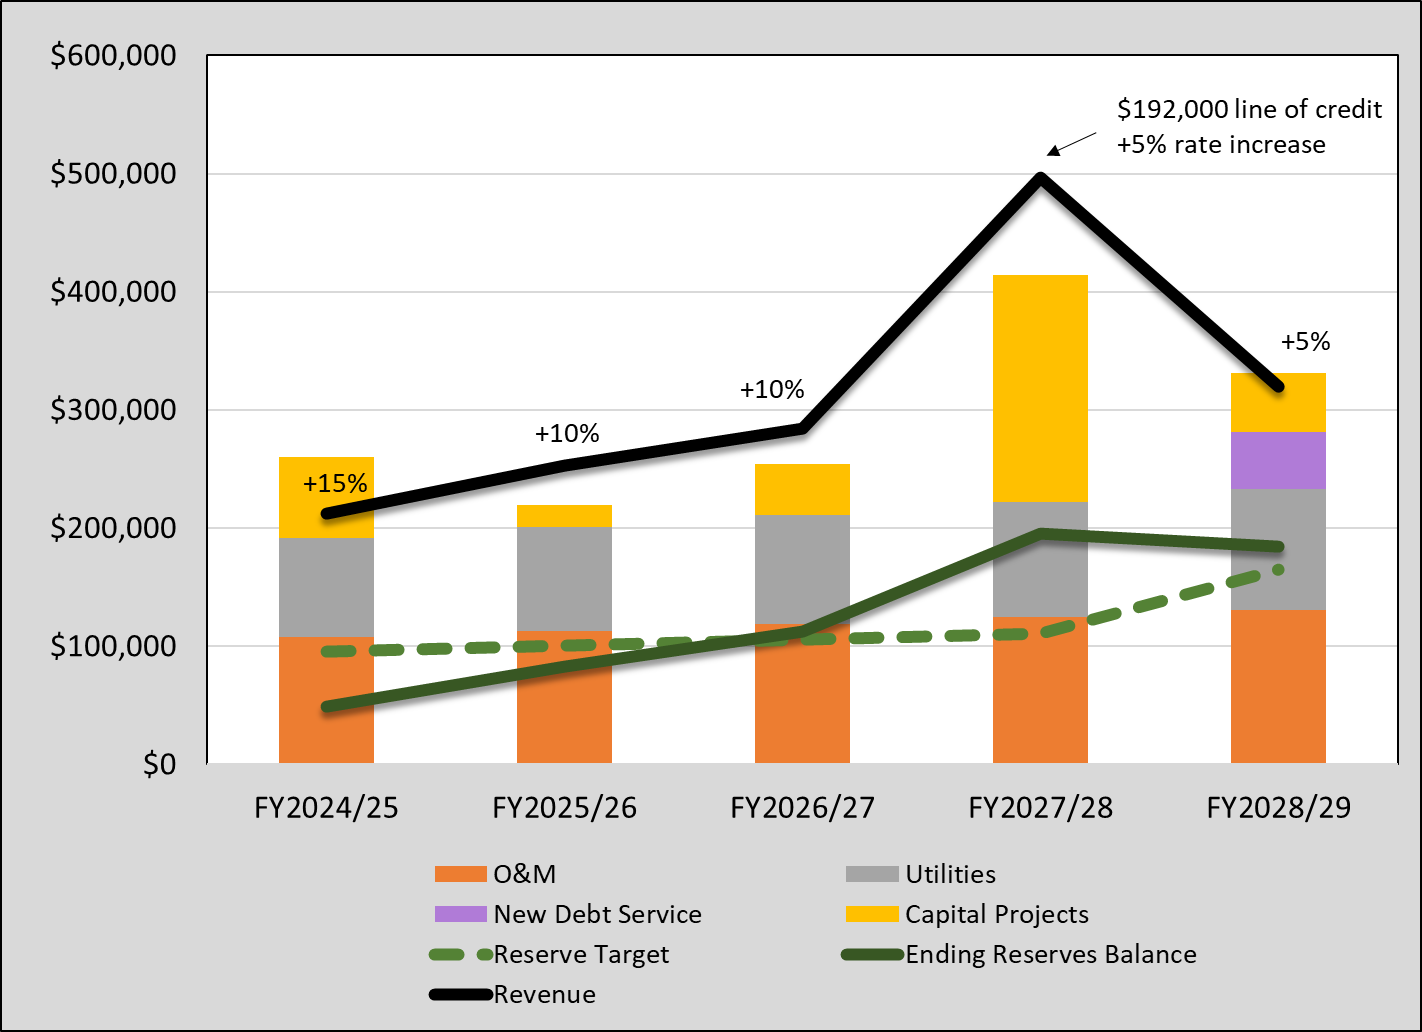 $600,000
$500,000
$400,000
$300,000
$200,000
$100,000
$0
$192,000 line of credit
+5% rate increase
+15%
+10%
+10%
+5%
FY2024/25 FY2025/26 FY2026/27 FY2027/28 FY2028/29
O&M Utilities
New Debt Service Capital Projects
Reserve Target Ending Reserves Balance
Revenue